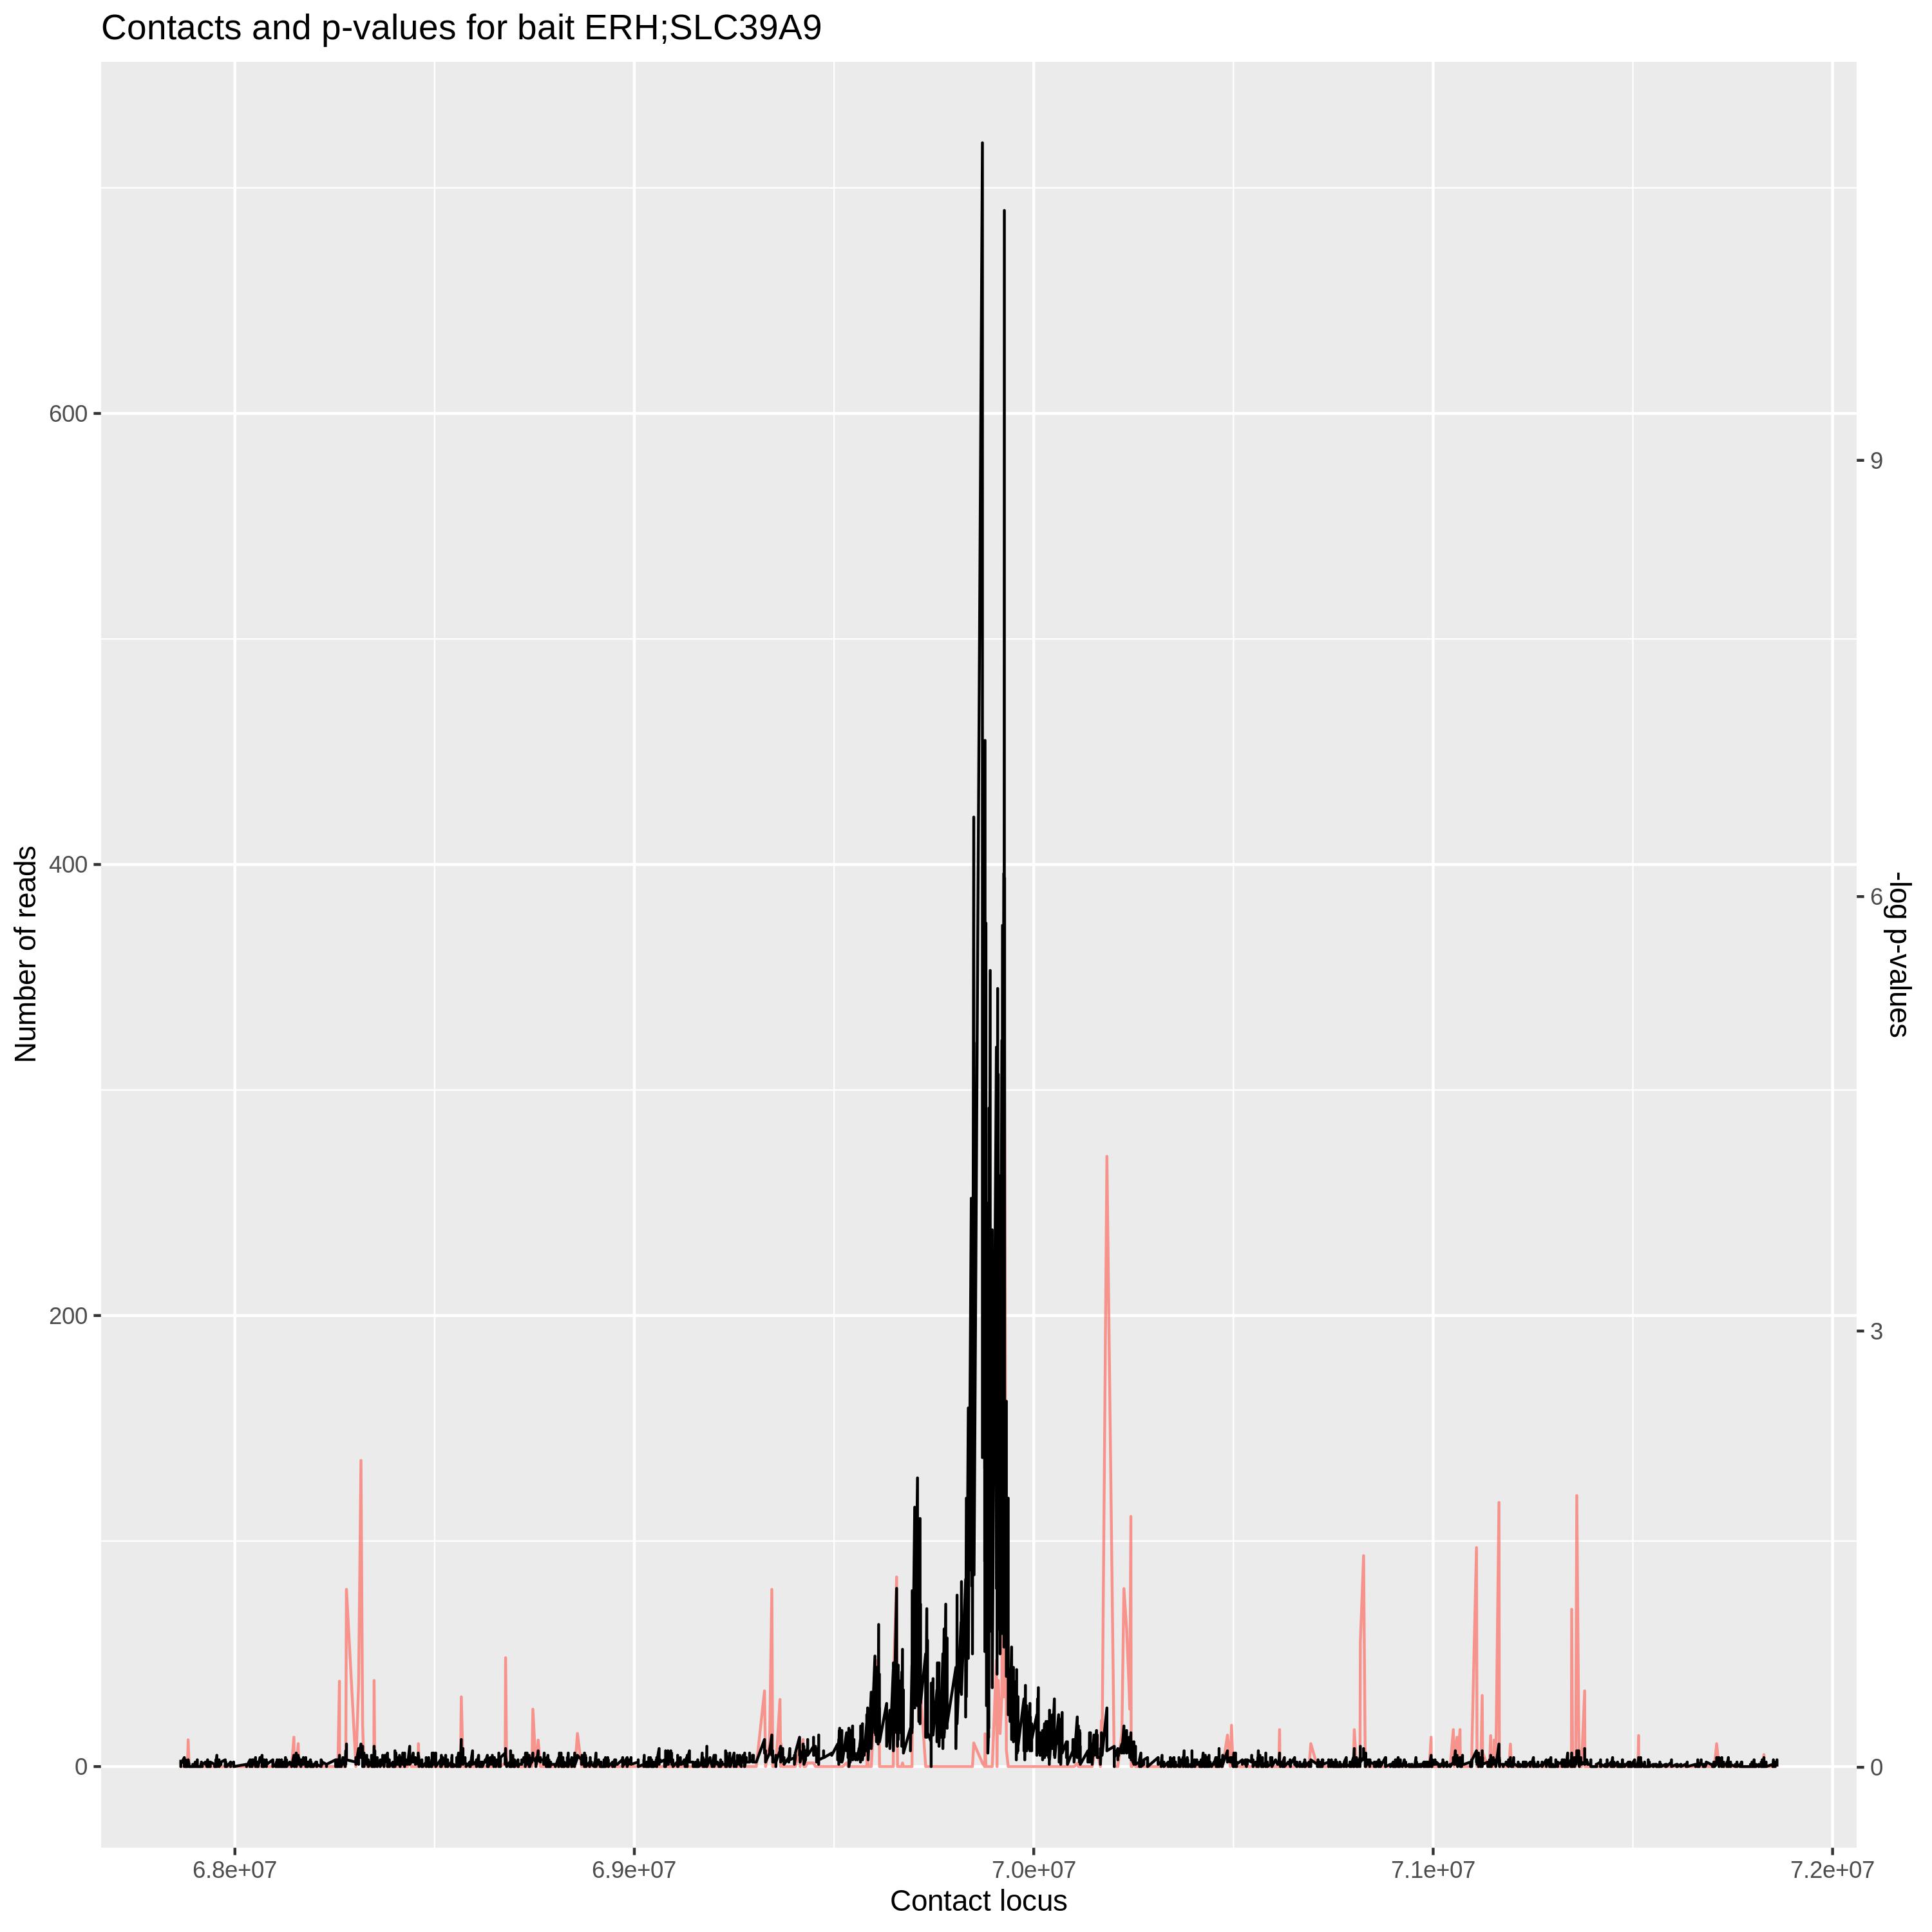 Contacts and p-values for bait ERH;SLC39A9
Number of reads
600
400
200
0
9
6
3
0
-log p-values
6.8e+07
6.9e+07
7.0e+07
7.1e+07
7.2e+07
Contact locus